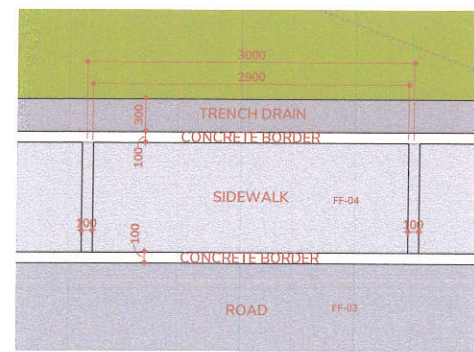 3000
2900
300
TRENCH DRAIN
CONCRETE BORDER
100
SIDEWALK FF-04
100 100
100
CONCRETE BORDER
ROAD FF-03